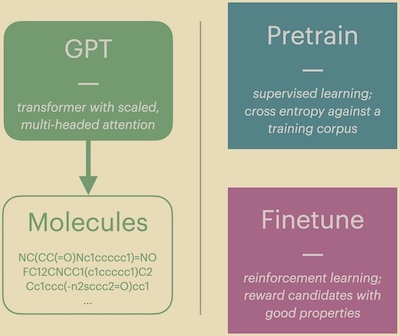 GPT
—
transformer with scaled,
multi-headed attention
Molecules
NC(CC(=O)Nc1ccccc1)=NO
FC12CNCC1(c1ccccc1)C2
Cc1ccc(-n2sccc2=O)cc1
...
Pretrain
—
supervised learning;
cross entropy against a
training corpus
Finetune
—
reinforcement learning;
reward candidates with
good properties